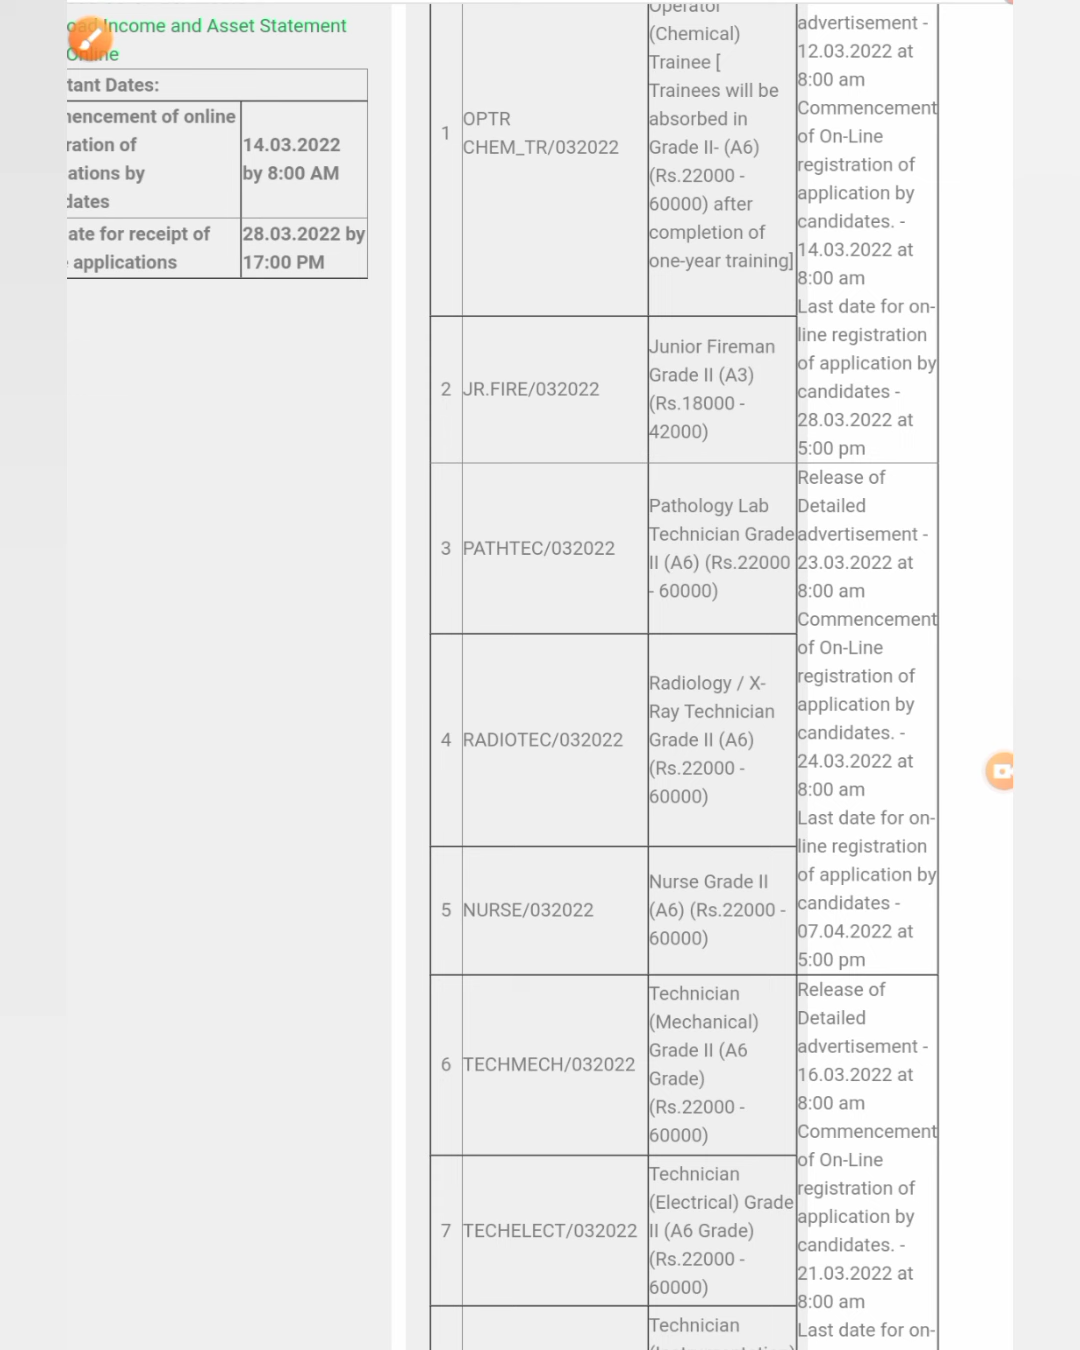 Income and Asset Statement
Online
tant Dates:
encement of online
ration of
ations by
dates
14.03.2022
by 8:00 AM
ate for receipt of
applications
28.03.2022 by
17:00 PM
1
OPTR
CHEM_TR/032022
Operator
(Chemical)
Trainee [
Trainees will be
absorbed in
Grade II- (A6)
(Rs.22000 -
60000) after
completion of
one-year training]
advertisement -
12.03.2022 at
8:00 am
Commencement
of On-Line
registration of
application by
candidates. -
14.03.2022 at
8:00 am
Last date for on-
line registration
of application by
candidates -
28.03.2022 at
5:00 pm
2
JR.FIRE/032022
Junior Fireman
Grade II (A3)
(Rs.18000 -
42000)
3
PATHTEC/032022
Pathology Lab
Technician Grade
II (A6) (Rs.22000
- 60000)
Release of
Detailed
advertisement -
23.03.2022 at
8:00 am
Commencement
of On-Line
registration of
application by
candidates. -
24.03.2022 at
8:00 am
Last date for on-
line registration
of application by
candidates -
07.04.2022 at
5:00 pm
4
RADIOTEC/032022
Radiology / X-
Ray Technician
Grade II (A6)
(Rs.22000 -
60000)
5
NURSE/032022
Nurse Grade II
(A6) (Rs.22000 -
60000)
6
TECHMECH/032022
Technician
(Mechanical)
Grade II (A6
Grade)
(Rs.22000 -
60000)
Release of
Detailed
advertisement -
16.03.2022 at
8:00 am
Commencement
of On-Line
registration of
application by
candidates. -
21.03.2022 at
8:00 am
Last date for on-
7
TECHELECT/032022
Technician
(Electrical) Grade
II (A6 Grade)
(Rs.22000 -
60000)
Technician